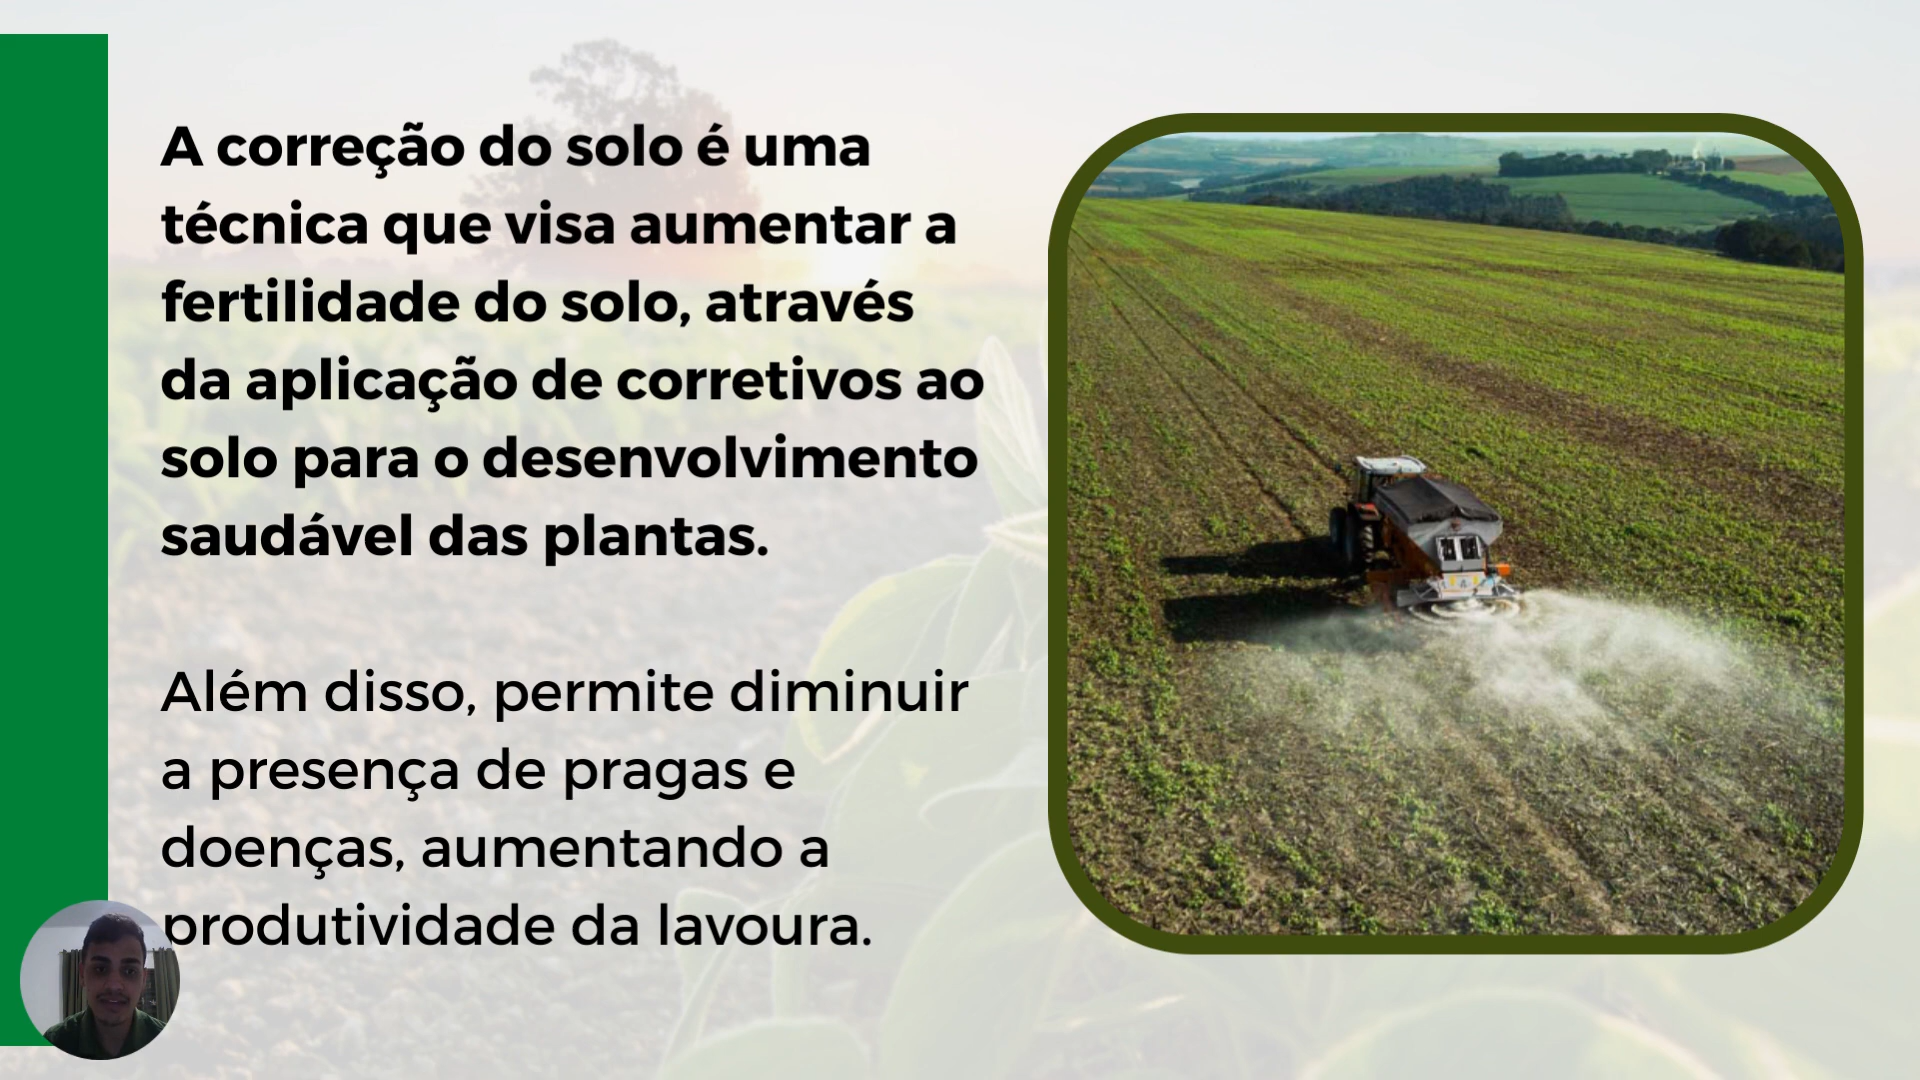 A correção do solo é uma
técnica que visa aumentar a
fertilidade do solo, através
da aplicação de corretivos ao
solo para o desenvolvimento
saudável das plantas.
Além disso, permite diminuir
a presença de pragas e
doenças, aumentando a
produtividade da lavoura.